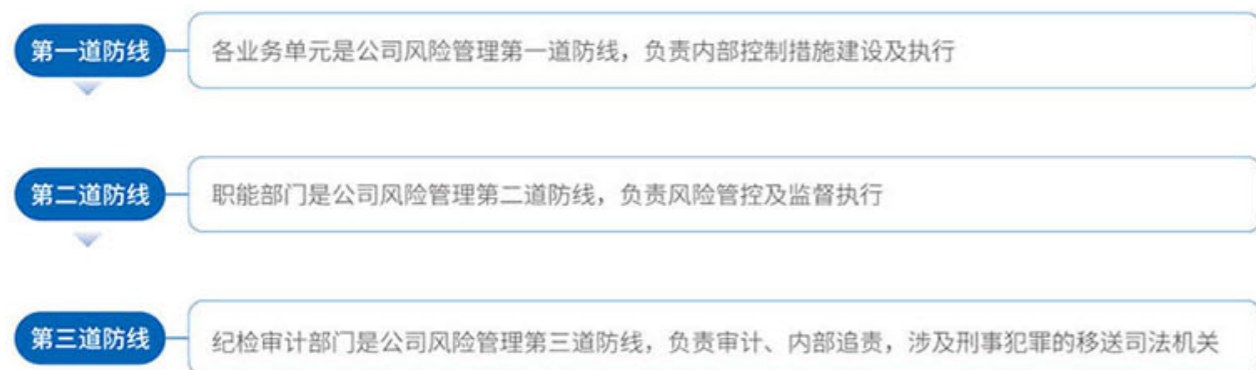 第一道防线
各业务单元是公司风险管理第一道防线，负责内部控制措施建设及执行
第二道防线
职能部门是公司风险管理第二道防线，负责风险管控及监督执行
第三道防线
纪检审计部门是公司风险管理第三道防线，负责审计、内部追责，涉及刑事犯罪的移送司法机关